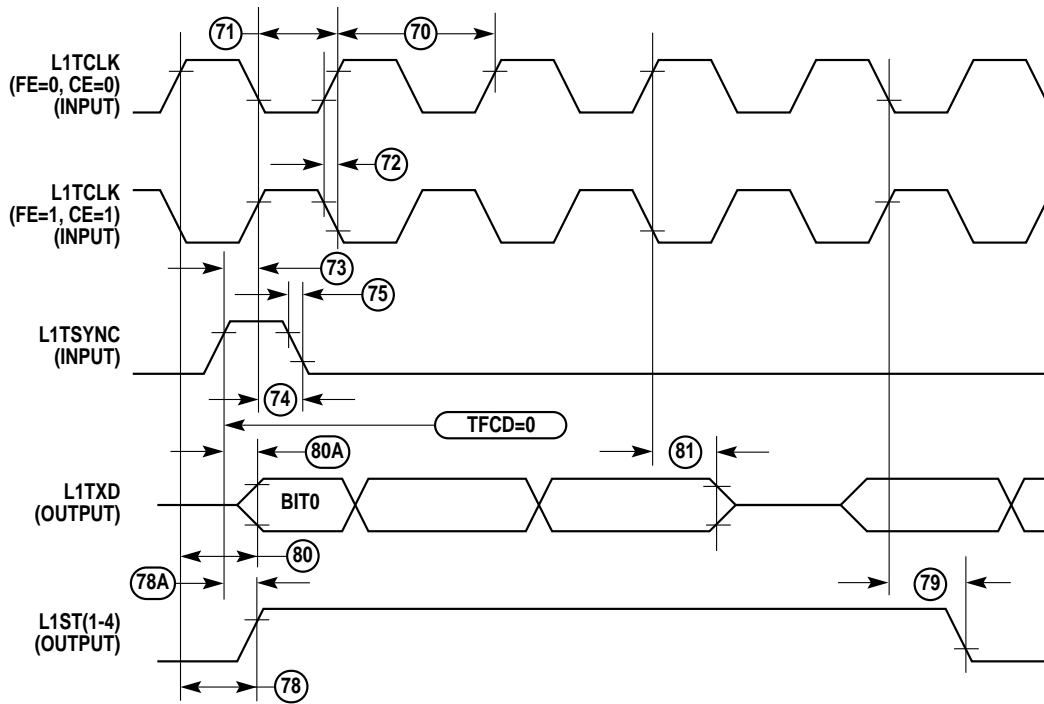 71
70
L1TCLK
(FE=0, CE=0)
(INPUT)
72
L1TCLK
(FE=1, CE=1)
(INPUT)
73
75
L1TSYNC
(INPUT)
74
TFCD=0
80A
81
L1TXD
(OUTPUT)
BIT0
80
78A
79
L1ST(1-4)
(OUTPUT)
78